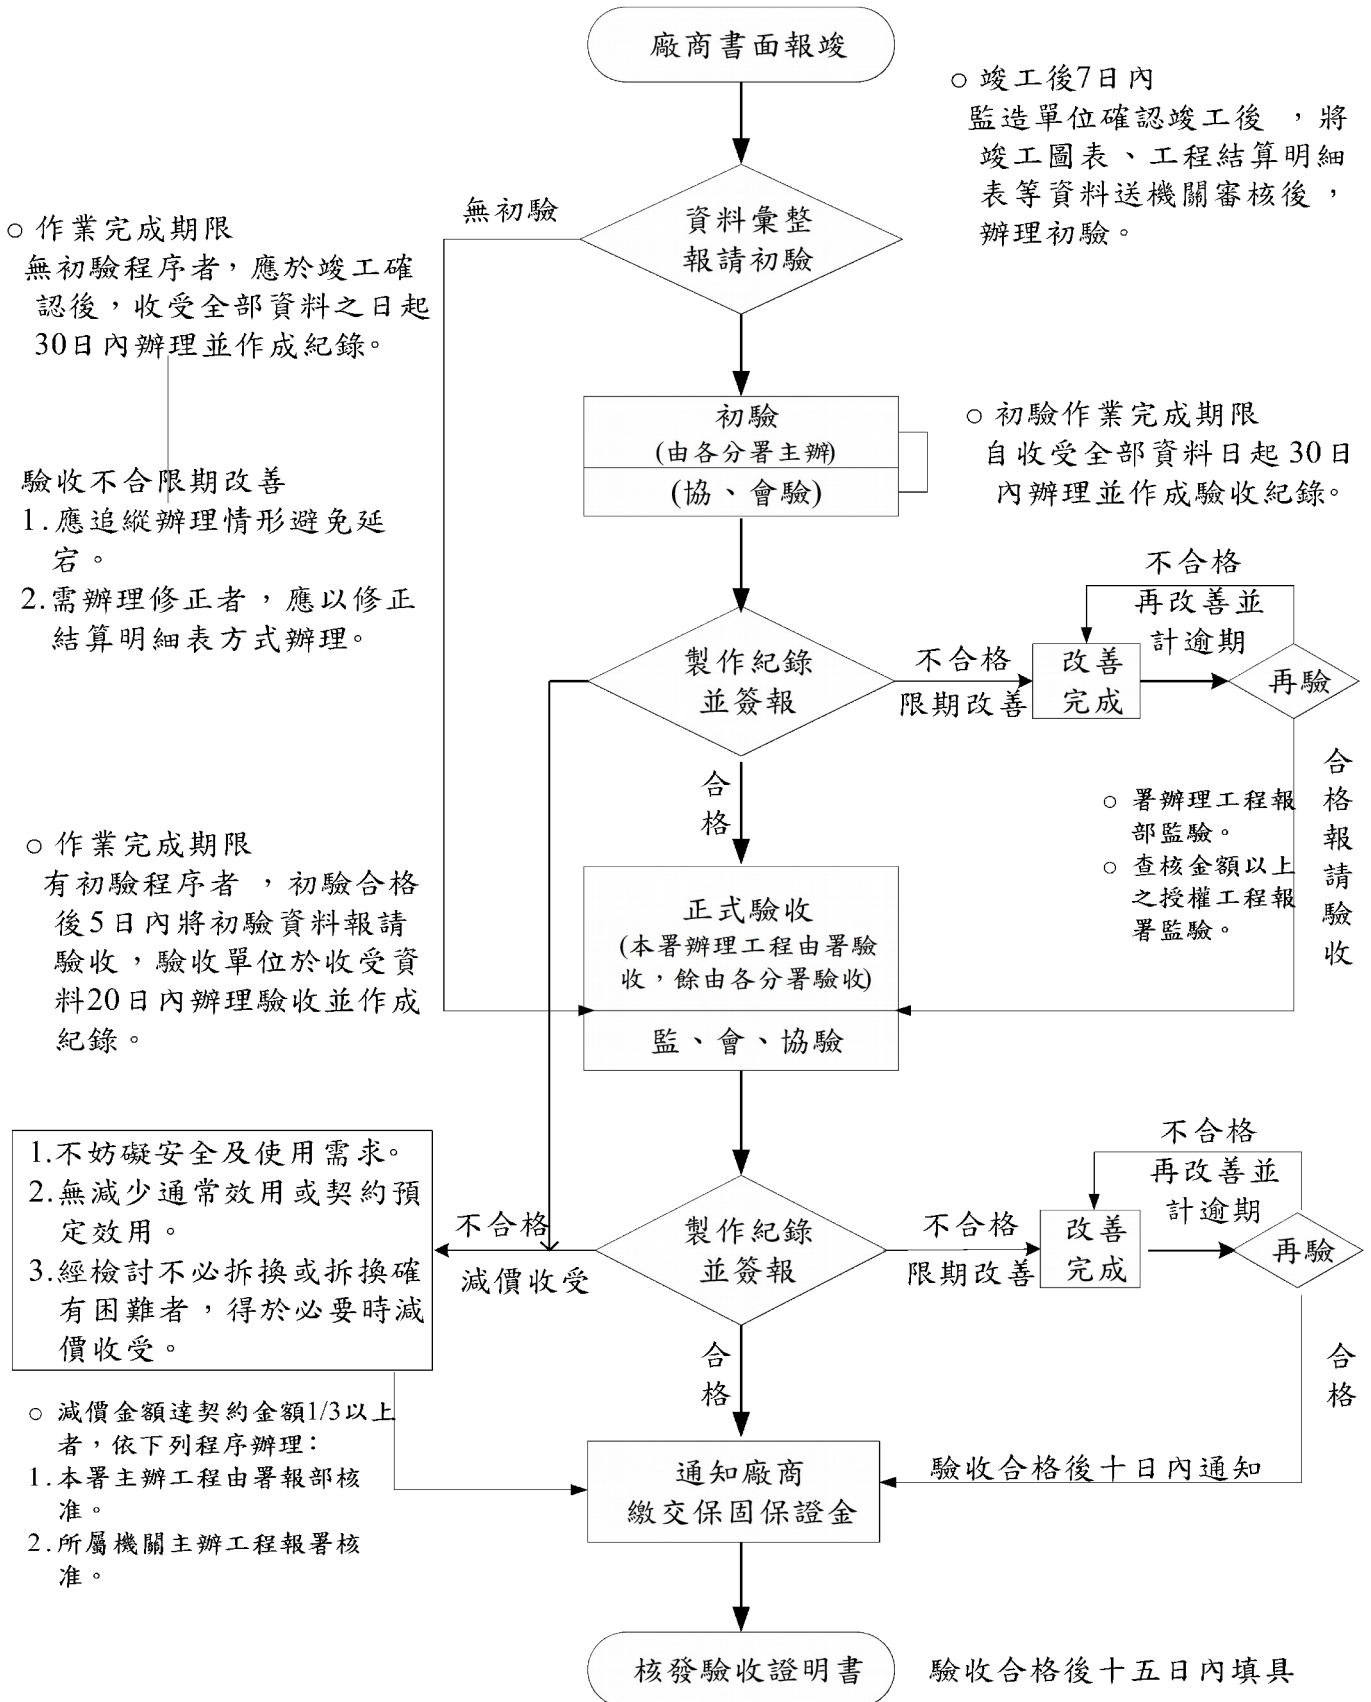 廠商書面報竣
○ 竣工後7日內
監造單位確認竣工後 ，將
竣工圖表、工程結算明細
表等資料送機關審核後，
辦理初驗。
無初驗
資料彙整
報請初驗
○ 作業完成期限
無初驗程序者，應於竣工確
認後，收受全部資料之日起
30日內辦理並作成紀錄。
初驗
(由各分署主辦)
(協、會驗)
○ 初驗作業完成期限
自收受全部資料日起 30日
內辦理並作成驗收紀錄。
驗收不合限期改善
1.應追縱辦理情形避免延
宕。
2.需辦理修正者，應以修正
結算明細表方式辦理。
不合格
再改善並
計逾期
製作紀錄
並簽報
不合格
限期改善
改善
完成
再驗
合格
合格報請驗收
○ 署辦理工程報
部監驗。
○ 查核金額以上
之授權工程報
署監驗。
○ 作業完成期限
有初驗程序者 ，初驗合格
後5日內將初驗資料報請
驗收，驗收單位於收受資
料20日內辦理驗收並作成
紀錄。
正式驗收
(本署辦理工程由署驗
收，餘由各分署驗收)
監、會、協驗
1.不妨礙安全及使用需求。
2.無減少通常效用或契約預
定效用。
3.經檢討不必拆換或拆換確
有困難者，得於必要時減
價收受。
不合格
減價收受
製作紀錄
並簽報
不合格
限期改善
不合格
再改善並
計逾期
改善
完成
再驗
合格
合格
○ 減價金額達契約金額1/3以上
者，依下列程序辦理：
1.本署主辦工程由署報部核
准。
2.所屬機關主辦工程報署核
准。
通知廠商
繳交保固保證金
驗收合格後十日內通知
核發驗收證明書
驗收合格後十五日內填具